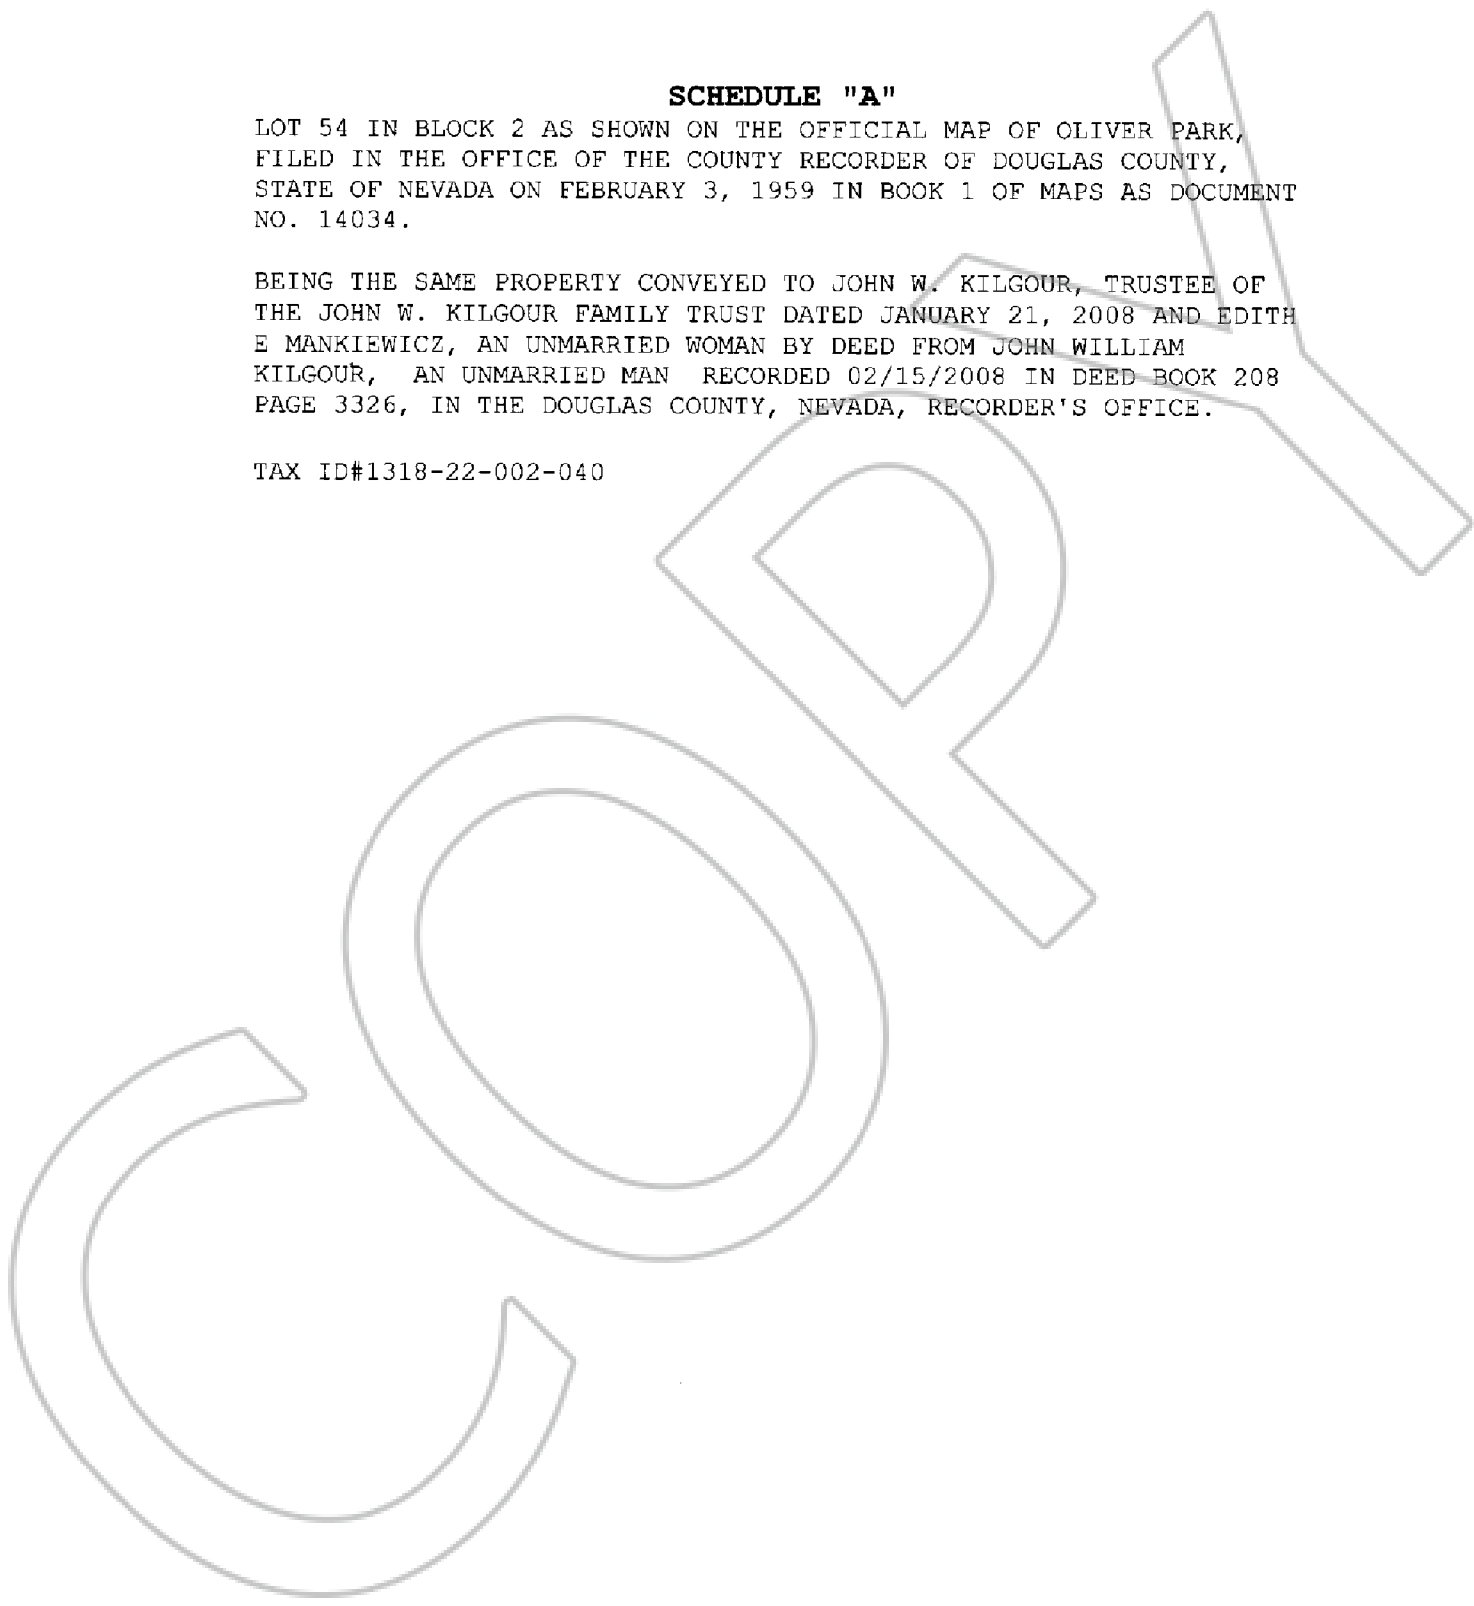 SCHEDULE "A"
LOT 54 IN BLOCK 2 AS SHOWN ON THE OFFICIAL MAP OF OLIVER PARK,
FILED IN THE OFFICE OF THE COUNTY RECORDER OF DOUGLAS COUNTY,
STATE OF NEVADA ON FEBRUARY 3, 1959 IN BOOK 1 OF MAPS AS DOCUMENT
NO. 14034.
BEING THE SAME PROPERTY CONVEYED TO JOHN W. KILGOUR, TRUSTEE OF
THE JOHN W. KILGOUR FAMILY TRUST DATED JANUARY 21, 2008 AND EDITH
E MANKIEWICZ, AN UNMARRIED WOMAN BY DEED FROM JOHN WILLIAM
KILGOUR, AN UNMARRIED MAN RECORDED 02/15/2008 IN DEED BOOK 208
PAGE 3326, IN THE DOUGLAS COUNTY, NEVADA, RECORDER'S OFFICE.
TAX ID#1318-22-002-040
COPY